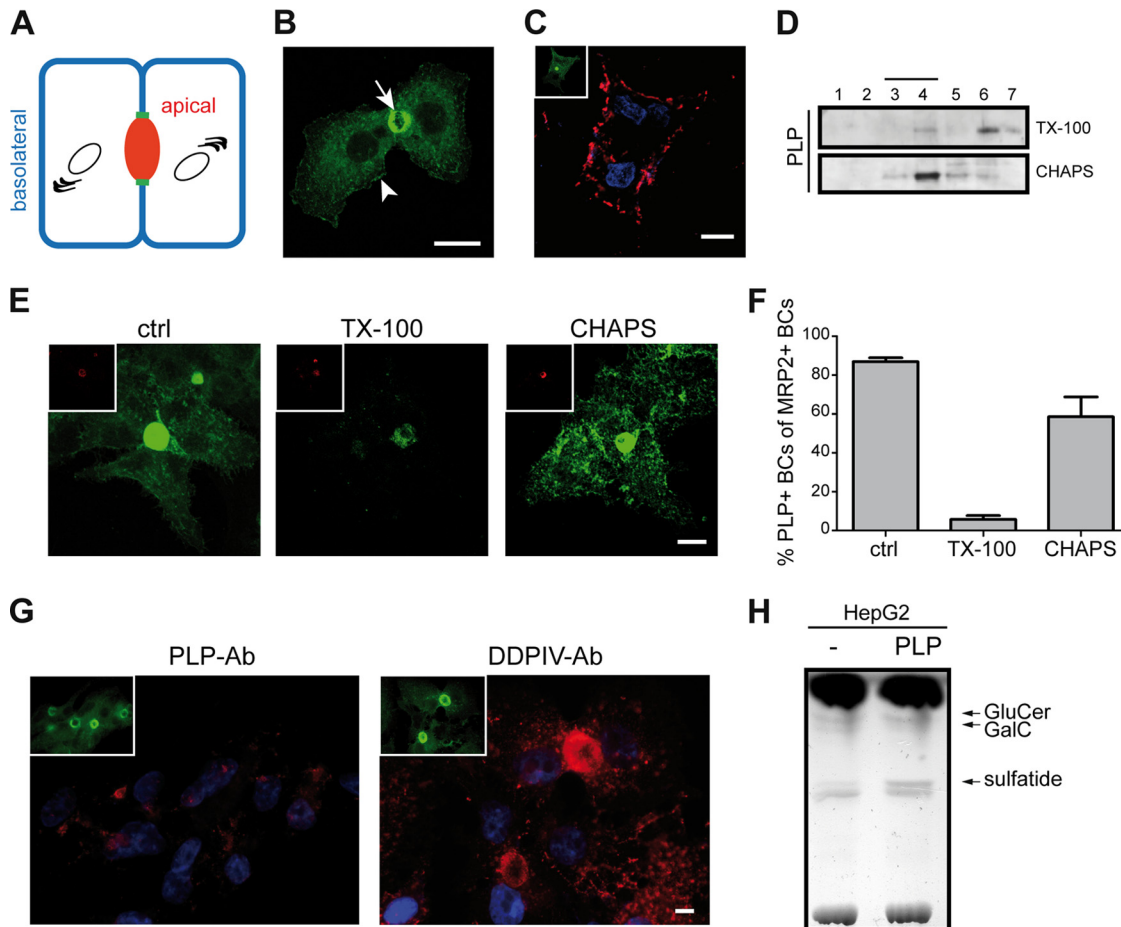 A
basolateral
apical
B
C
D
1 2 3 4 5 6 7
PLP
TX-100
CHAPS
E
ctrl
TX-100
CHAPS
F
% PLP+ BCs of MRP2+ BCs
100
80
60
40
20
0
ctrl TX-100 CHAPS
G
PLP-Ab
DDPIV-Ab
H
HepG2
- PLP
GluCer
GalC
sulfatide